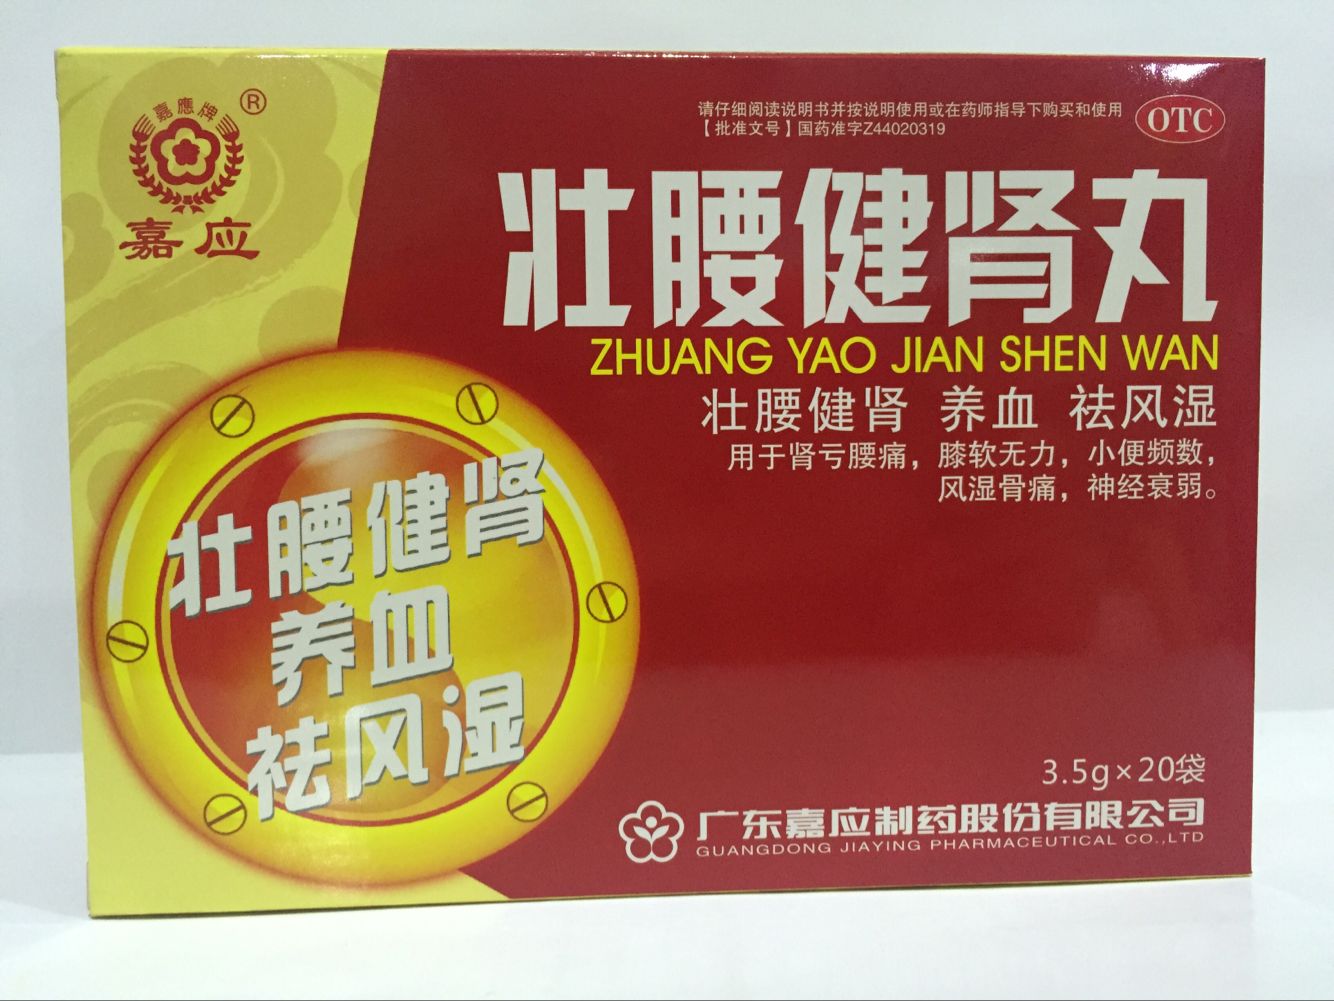 嘉應牌
®
嘉应
请仔细阅读说明书并按说明使用或在药师指导下购买和使用
【批准文号】国药准字Z44020319
OTC
壮腰健肾丸
ZHUANG YAO JIAN SHEN WAN
壮腰健肾 养血 祛风湿
用于肾亏腰痛，膝软无力，小便频数，
风湿骨痛，神经衰弱。
壮腰健肾
养血
祛风湿
3.5g×20袋
广东嘉应制药股份有限公司
GUANGDONG JIAYING PHARMACEUTICAL CO.,LTD